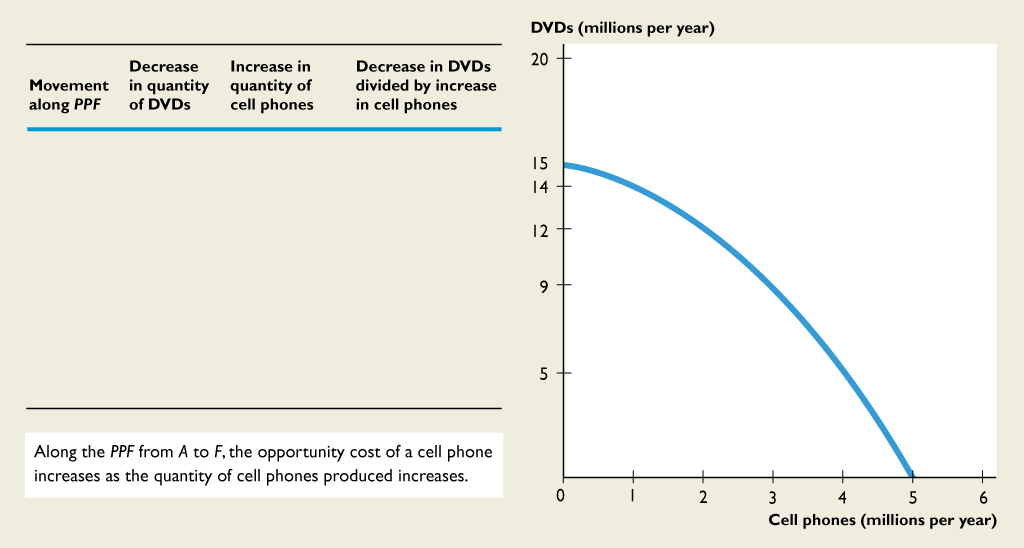 Movement
along PPF
Decrease
in quantity
of DVDs
Increase in
quantity of
cell phones
Decrease in DVDs
divided by increase
in cell phones
Along the PPF from A to F, the opportunity cost of a cell phone
increases as the quantity of cell phones produced increases.
DVDs (millions per year)
20
15
14
12
9
5
0 1 2 3 4 5 6
Cell phones (millions per year)